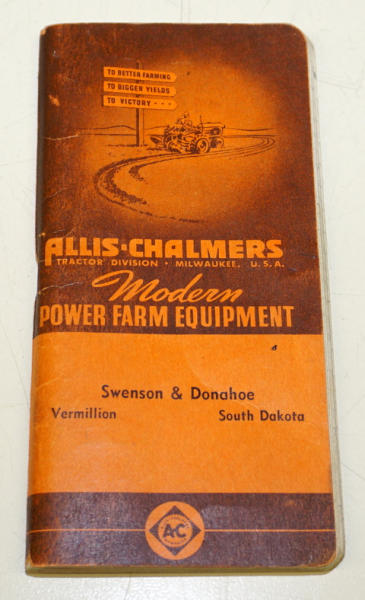 TO BETTER FARMING
TO BIGGER YIELDS
TO VICTORY - - -
ALLIS-CHALMERS
TRACTOR DIVISION • MILWAUKEE, U.S.A.
Modern
POWER FARM EQUIPMENT
Swenson & Donahoe
Vermillion South Dakota
A-C